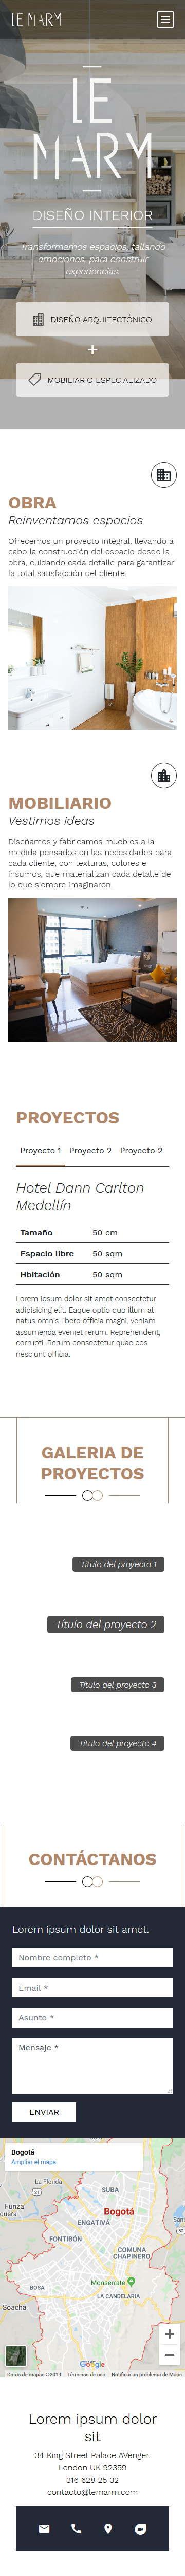 LE MARM
LE
MARM
DISEÑO INTERIOR
Transformamos espacios, tallando
emociones, para construir
experiencias.
DISEÑO ARQUITECTÓNICO
+
MOBILIARIO ESPECIALIZADO
OBRA
Reinventamos espacios
Ofrecemos un proyecto integral, llevando a
cabo la construcción del espacio desde la
obra, cuidando cada detalle para garantizar
la total satisfacción del cliente.
MOBILIARIO
Vestimos ideas
Diseñamos y fabricamos muebles a la
medida pensados en las necesidades para
cada cliente, con texturas, colores e
insumos, que materializan cada detalle de
lo que siempre imaginaron.
PROYECTOS
Proyecto 1 Proyecto 2 Proyecto 2
Hotel Dann Carlton
Medellín
Tamaño 50 cm
Espacio libre 50 sqm
Hbitación 50 sqm
Lorem ipsum dolor sit amet consectetur
adipisicing elit. Eaque optio quo illum at
natus omnis libero officia magni, veniam
assumenda eveniet rerum. Reprehenderit,
corrupti. Rerum consectetur quae eos
nesciunt officia.
GALERIA DE
PROYECTOS
Título del proyecto 1
Título del proyecto 2
Título del proyecto 3
Título del proyecto 4
CONTÁCTANOS
Lorem ipsum dolor sit amet.
Nombre completo *
Email *
Asunto *
Mensaje *
ENVIAR
Bogotá
Ampliar el mapa
La Florida
21
SUBA
Funza
Bogotá
ENGATIVÁ
50
FONTIBÓN
COMUNA
CHAPINERO
BOSA
Monserrate
LA CANDELARIA
Soacha
Google
Datos de mapas ©2019 Términos de uso Notificar un problema de Maps
Lorem ipsum dolor
sit
34 King Street Palace AVenger.
London UK 92359
316 628 25 32
contacto@lemarm.com